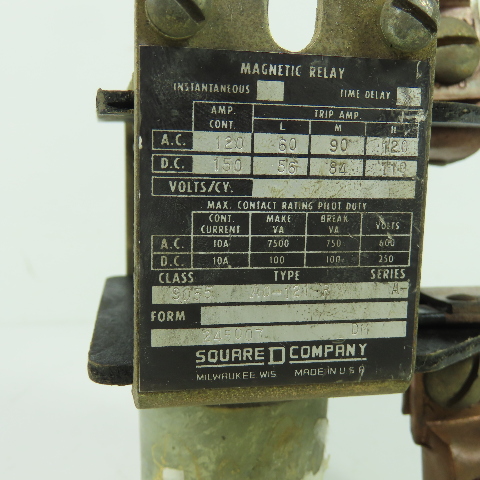 MAGNETIC RELAY
INSTANTANEOUS TIME DELAY
AMP. CONT. TRIP AMP.
L M H
A.C. 120 60 90 120
D.C. 150 56 84 110
VOLTS/CY.
MAX. CONTACT RATING PILOT DUTY
CONT. CURRENT MAKE VA BREAK VA VOLTS
A.C. 10A 7500 750 600
D.C. 10A 100 100 250
CLASS TYPE SERIES
9055 A
FORM
SQUARE D COMPANY
MILWAUKEE, WIS. MADE IN U.S.A.